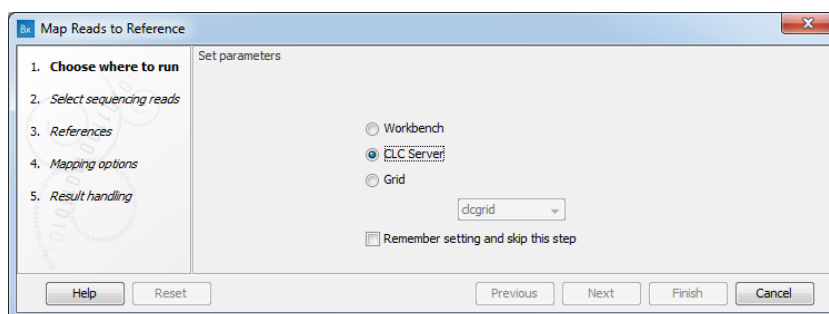 Bx Map Reads to Reference
1. Choose where to run
2. Select sequencing reads
3. References
4. Mapping options
5. Result handling
Set parameters
Workbench
CLC Server
Grid
clcgrid
Remember setting and skip this step
Help Reset Previous Next Finish Cancel